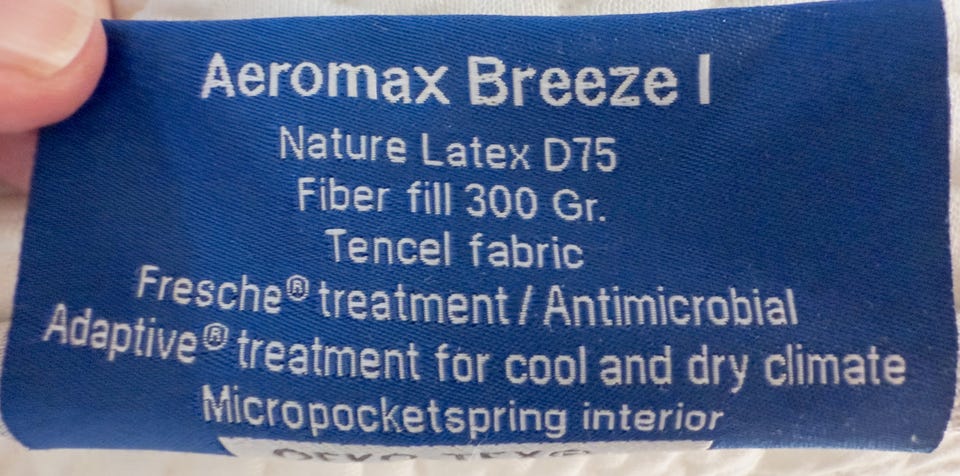 Aeromax Breeze I
Nature Latex D75
Fiber fill 300 Gr.
Tencel fabric
Fresche® treatment / Antimicrobial
Adaptive® treatment for cool and dry climate
Micropocketspring interior